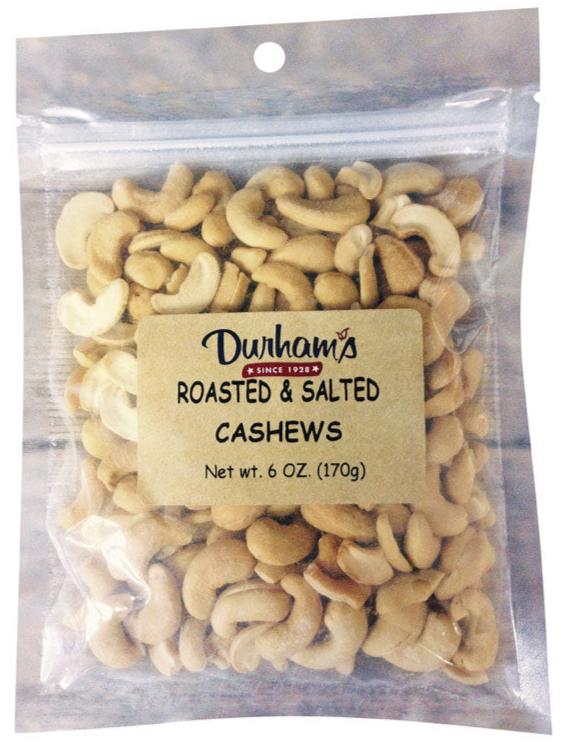 Durham's
★ SINCE 1928 ★
ROASTED & SALTED
CASHEWS
Net wt. 6 OZ. (170g)